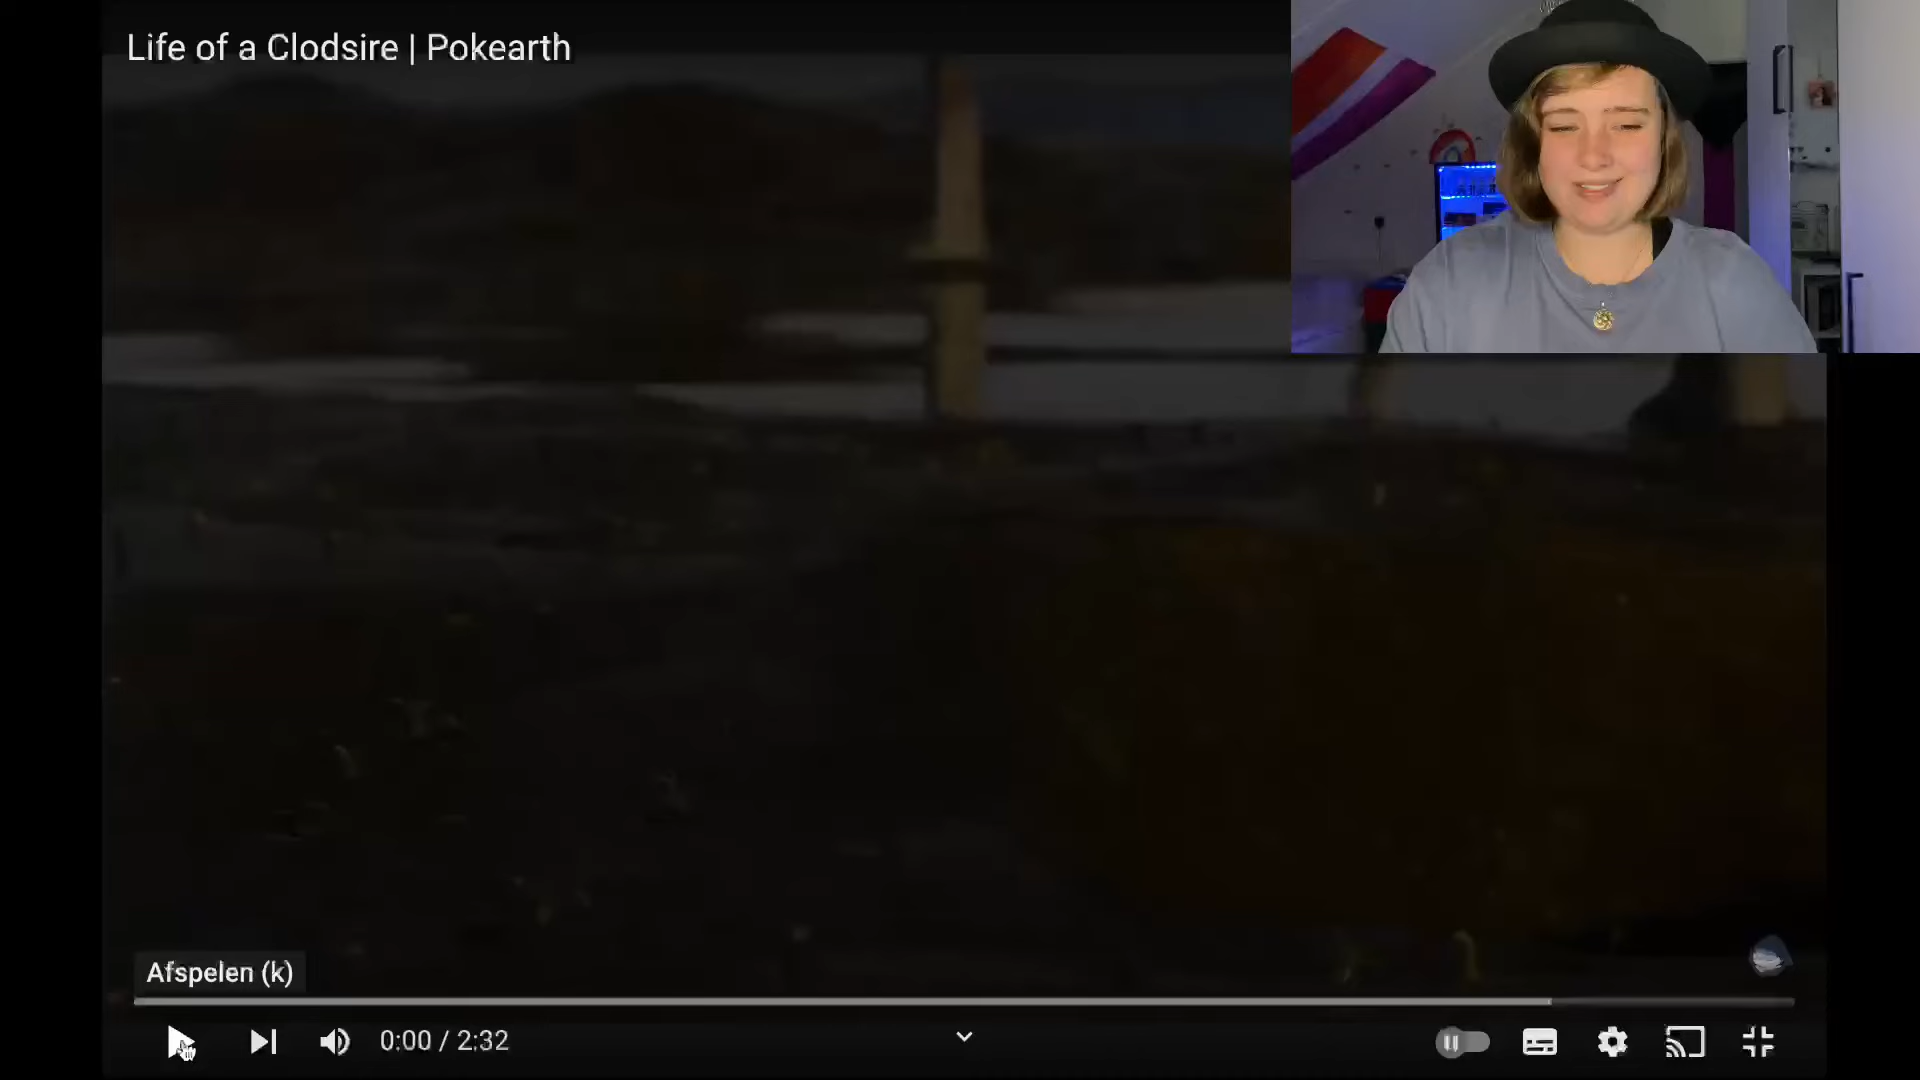 Life of a Clodsire | Pokearth
Afspelen (k)
0:00 / 2:32